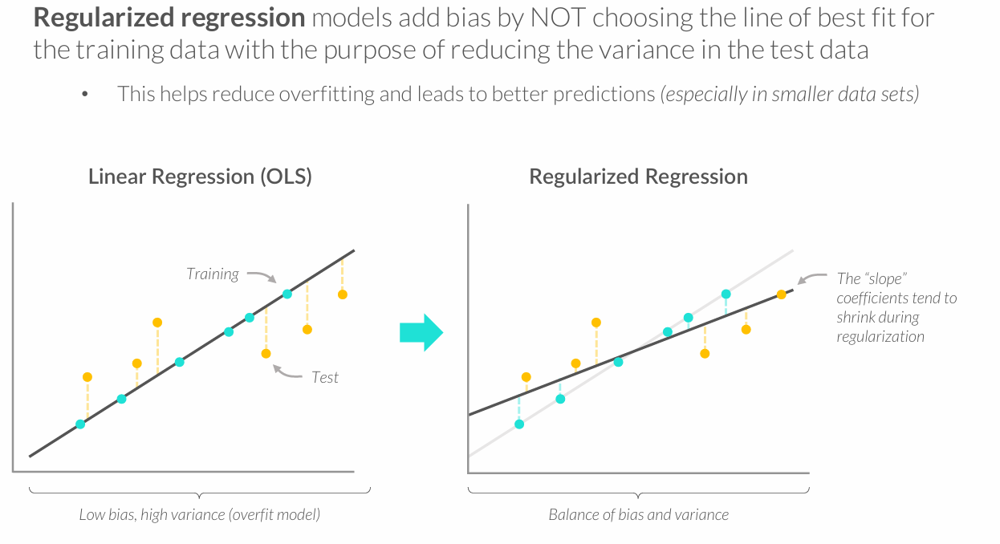 Regularized regression models add bias by NOT choosing the line of best fit for
the training data with the purpose of reducing the variance in the test data
• This helps reduce overfitting and leads to better predictions (especially in smaller data sets)
Linear Regression (OLS)
Training
Test
Low bias, high variance (overfit model)
Regularized Regression
The “slope”
coefficients tend to
shrink during
regularization
Balance of bias and variance